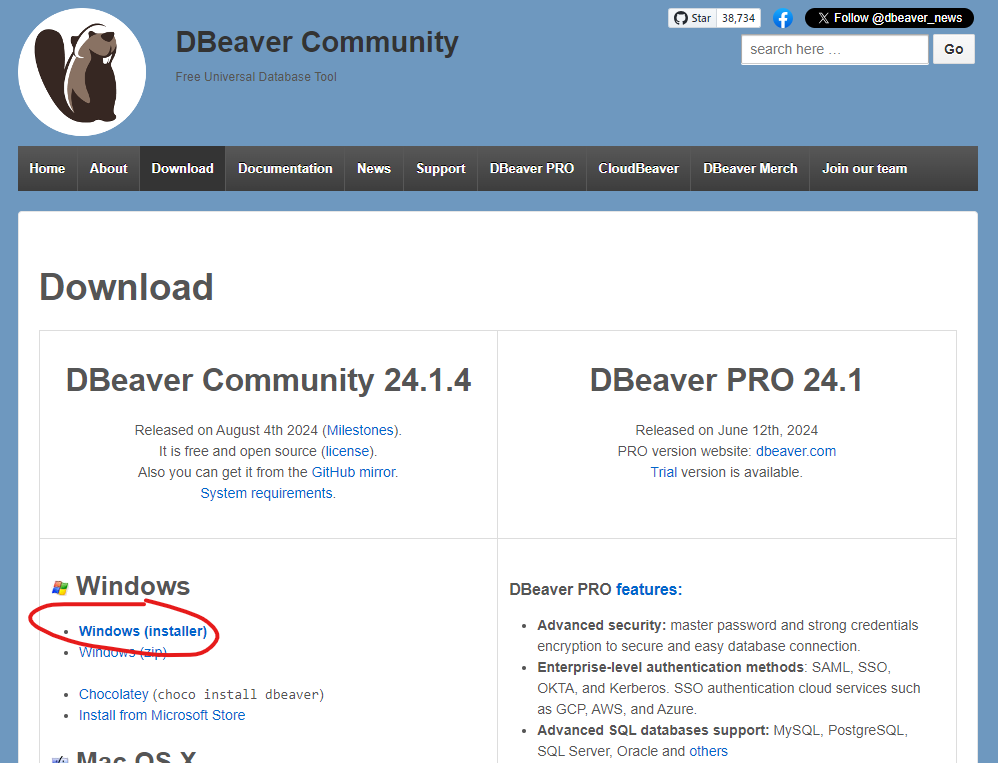 DBeaver Community
Free Universal Database Tool
Star 38,734
Follow @dbeaver_news
search here …
Go
Home About Download Documentation News Support DBeaver PRO CloudBeaver DBeaver Merch Join our team
Download
DBeaver Community 24.1.4
Released on August 4th 2024 (Milestones).
It is free and open source (license).
Also you can get it from the GitHub mirror.
System requirements.
DBeaver PRO 24.1
Released on June 12th, 2024
PRO version website: dbeaver.com
Trial version is available.
Windows
Windows (installer)
Windows (zip)
Chocolatey (choco install dbeaver)
Install from Microsoft Store
Mac OS X
DBeaver PRO features:
Advanced security: master password and strong credentials
encryption to secure and easy database connection.
Enterprise-level authentication methods: SAML, SSO,
OKTA, and Kerberos. SSO authentication cloud services such
as GCP, AWS, and Azure.
Advanced SQL databases support: MySQL, PostgreSQL,
SQL Server, Oracle and others